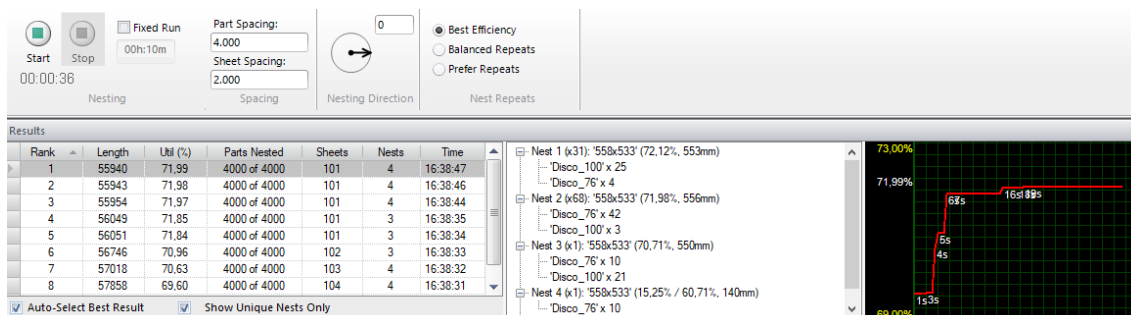 Start
Stop
00:00:36
Fixed Run
00h:10m
Nesting
Part Spacing:
4.000
Sheet Spacing:
2.000
Spacing
0
Nesting Direction
Best Efficiency
Balanced Repeats
Prefer Repeats
Nest Repeats
Results
Rank Length Util (%) Parts Nested Sheets Nests Time
1 55940 71,99 4000 of 4000 101 4 16:38:47
2 55943 71,98 4000 of 4000 101 4 16:38:46
3 55954 71,97 4000 of 4000 101 4 16:38:44
4 56049 71,85 4000 of 4000 101 3 16:38:35
5 56051 71,84 4000 of 4000 101 3 16:38:34
6 56746 70,96 4000 of 4000 102 3 16:38:33
7 57018 70,63 4000 of 4000 103 4 16:38:32
8 57858 69,60 4000 of 4000 104 4 16:38:31
Auto-Select Best Result Show Unique Nests Only
Nest 1 (x31): '558x533' (72,12%, 553mm)
'Disco_100' x 25
'Disco_76' x 4
Nest 2 (x68): '558x533' (71,98%, 556mm)
'Disco_76' x 42
'Disco_100' x 3
Nest 3 (x1): '558x533' (70,71%, 550mm)
'Disco_76' x 10
'Disco_100' x 21
Nest 4 (x1): '558x533' (15,25% / 60,71%, 140mm)
'Disco_76' x 10
73,00%
71,99%
16s
5s
4s
1s3s
69,00%